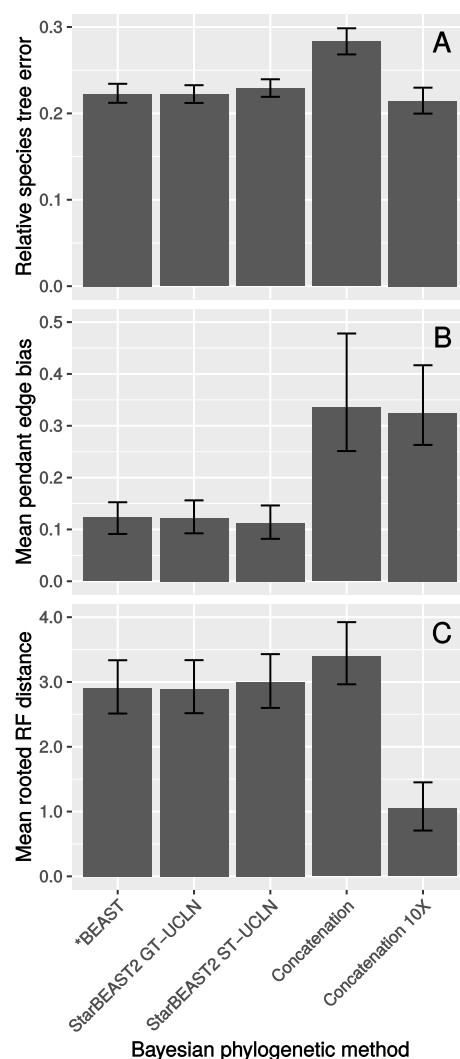 A
Relative species tree error
0.3
0.2
0.1
0.0
B
Mean pendant edge bias
0.5
0.4
0.3
0.2
0.1
0.0
C
Mean rooted RF distance
4.0
3.0
2.0
1.0
0.0
*BEAST
StarBEAST2 GT−UCLN
StarBEAST2 ST−UCLN
Concatenation
Concatenation 10X
Bayesian phylogenetic method